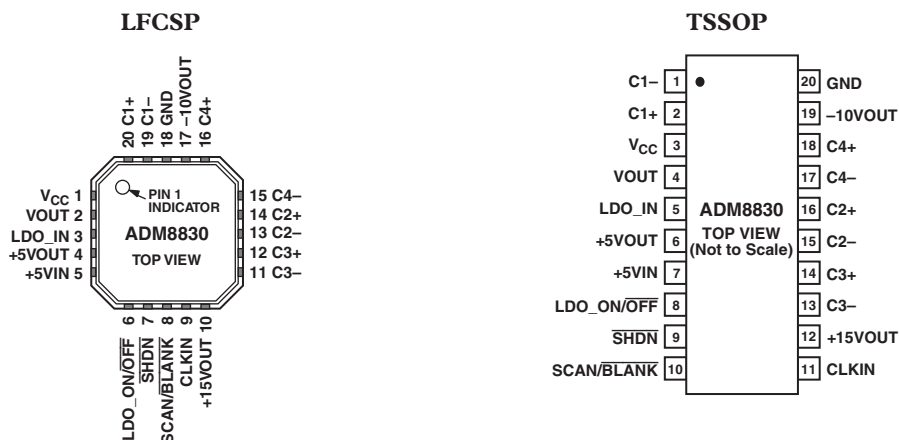 LFCSP
20 C1+
19 C1–
18 GND
17 –10VOUT
16 C4+
VCC 1
VOUT 2
LDO_IN 3
+5VOUT 4
+5VIN 5
PIN 1
INDICATOR
ADM8830
TOP VIEW
15 C4–
14 C2+
13 C2–
12 C3+
11 C3–
LDO_ON/OFF 6
SHDN 7
SCAN/BLANK 8
CLKIN 9
+15VOUT 10
TSSOP
C1– 1
C1+ 2
VCC 3
VOUT 4
LDO_IN 5
+5VOUT 6
+5VIN 7
LDO_ON/OFF 8
SHDN 9
SCAN/BLANK 10
ADM8830
TOP VIEW
(Not to Scale)
20 GND
19 –10VOUT
18 C4+
17 C4–
16 C2+
15 C2–
14 C3+
13 C3–
12 +15VOUT
11 CLKIN